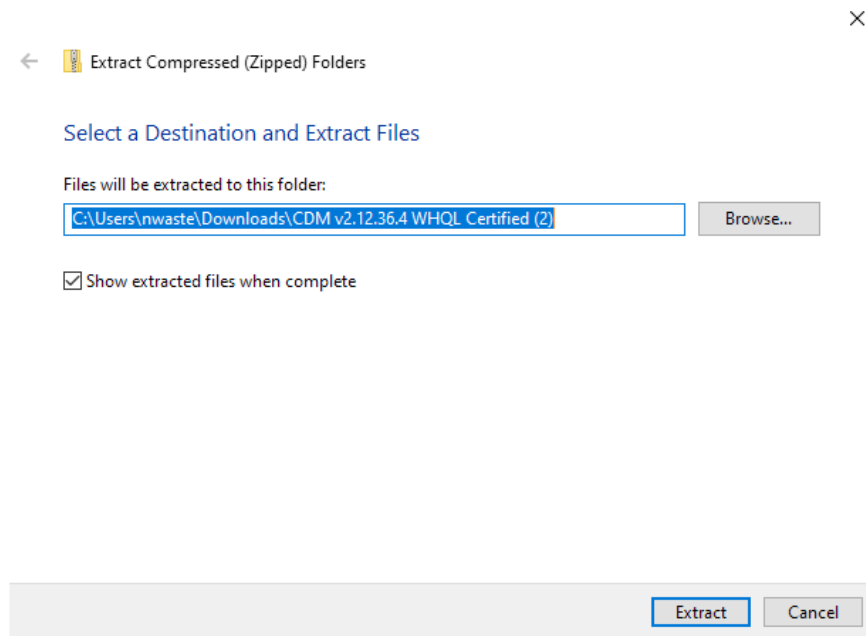 Extract Compressed (Zipped) Folders
Select a Destination and Extract Files
Files will be extracted to this folder:
C:\Users\nwaste\Downloads\CDM v2.12.36.4 WHQL Certified (2)
Browse...
Show extracted files when complete
Extract
Cancel